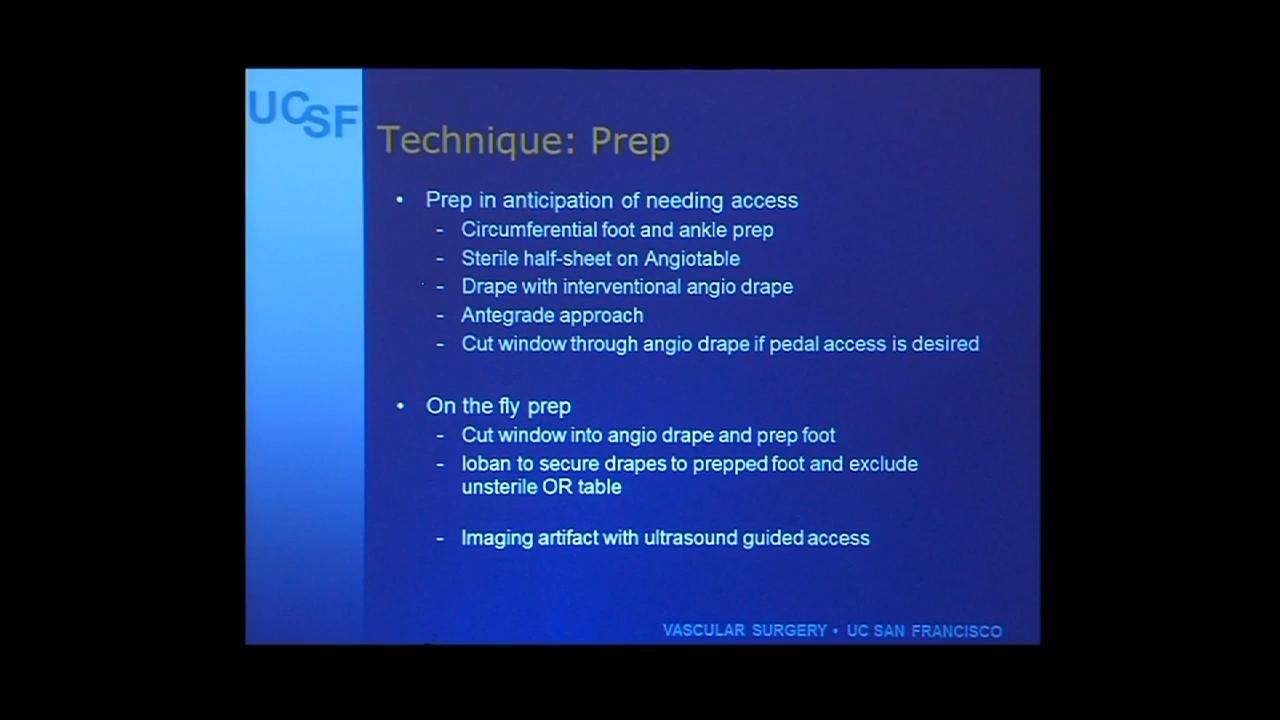 UCSF
Technique: Prep
• Prep in anticipation of needing access
- Circumferential foot and ankle prep
- Sterile half-sheet on Angiotable
- Drape with interventional angio drape
- Antegrade approach
- Cut window through angio drape if pedal access is desired
• On the fly prep
- Cut window into angio drape and prep foot
- Ioban to secure drapes to prepped foot and exclude
unsterile OR table
- Imaging artifact with ultrasound guided access
VASCULAR SURGERY • UC SAN FRANCISCO